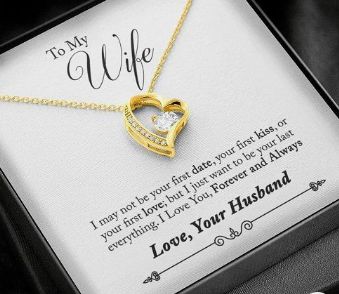 To My
Wife
I may not be your first date, your first kiss, or
your first love; but I just want to be your last
everything. I Love You, Forever and Always
Love, Your Husband